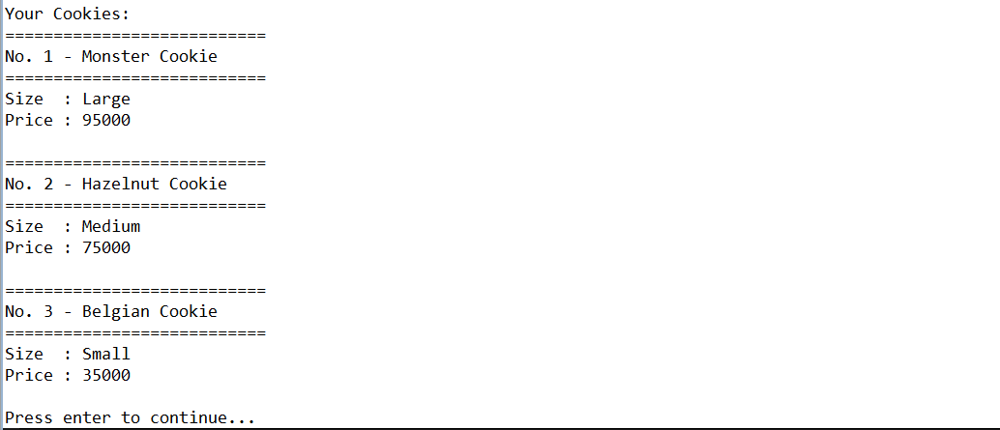 Your Cookies:
===========================
No. 1 - Monster Cookie
===========================
Size  : Large
Price : 95000

===========================
No. 2 - Hazelnut Cookie
===========================
Size  : Medium
Price : 75000

===========================
No. 3 - Belgian Cookie
===========================
Size  : Small
Price : 35000

Press enter to continue...